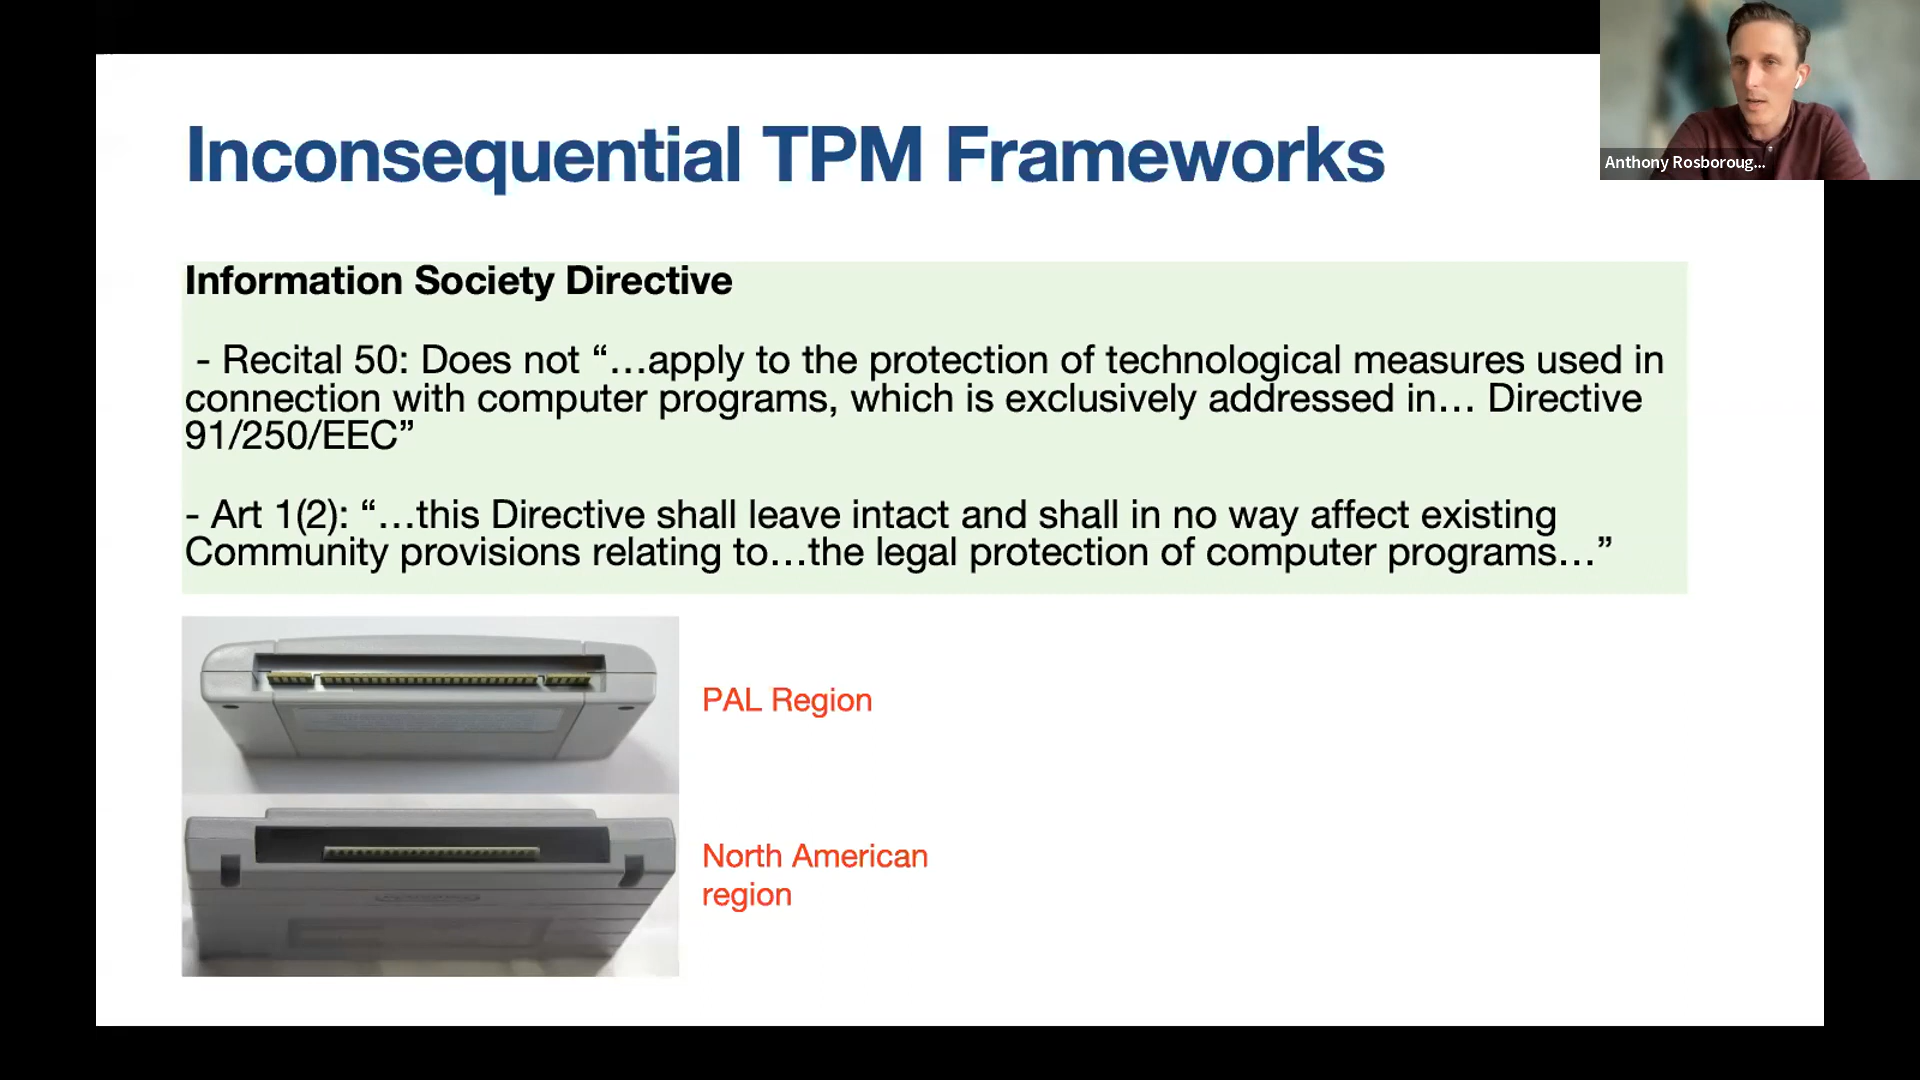 Inconsequential TPM Frameworks
Anthony Rosboroug...
Information Society Directive
- Recital 50: Does not “…apply to the protection of technological measures used in
connection with computer programs, which is exclusively addressed in… Directive
91/250/EEC”
- Art 1(2): “…this Directive shall leave intact and shall in no way affect existing
Community provisions relating to…the legal protection of computer programs…”
PAL Region
North American
region